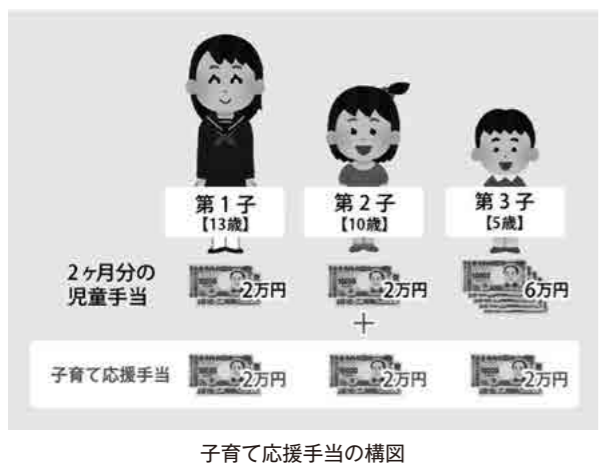 第1子
【13歳】
第2子
【10歳】
第3子
【5歳】
2ヶ月分の
児童手当
2万円
2万円
6万円
+
子育て応援手当
2万円
2万円
2万円
子育て応援手当の構図